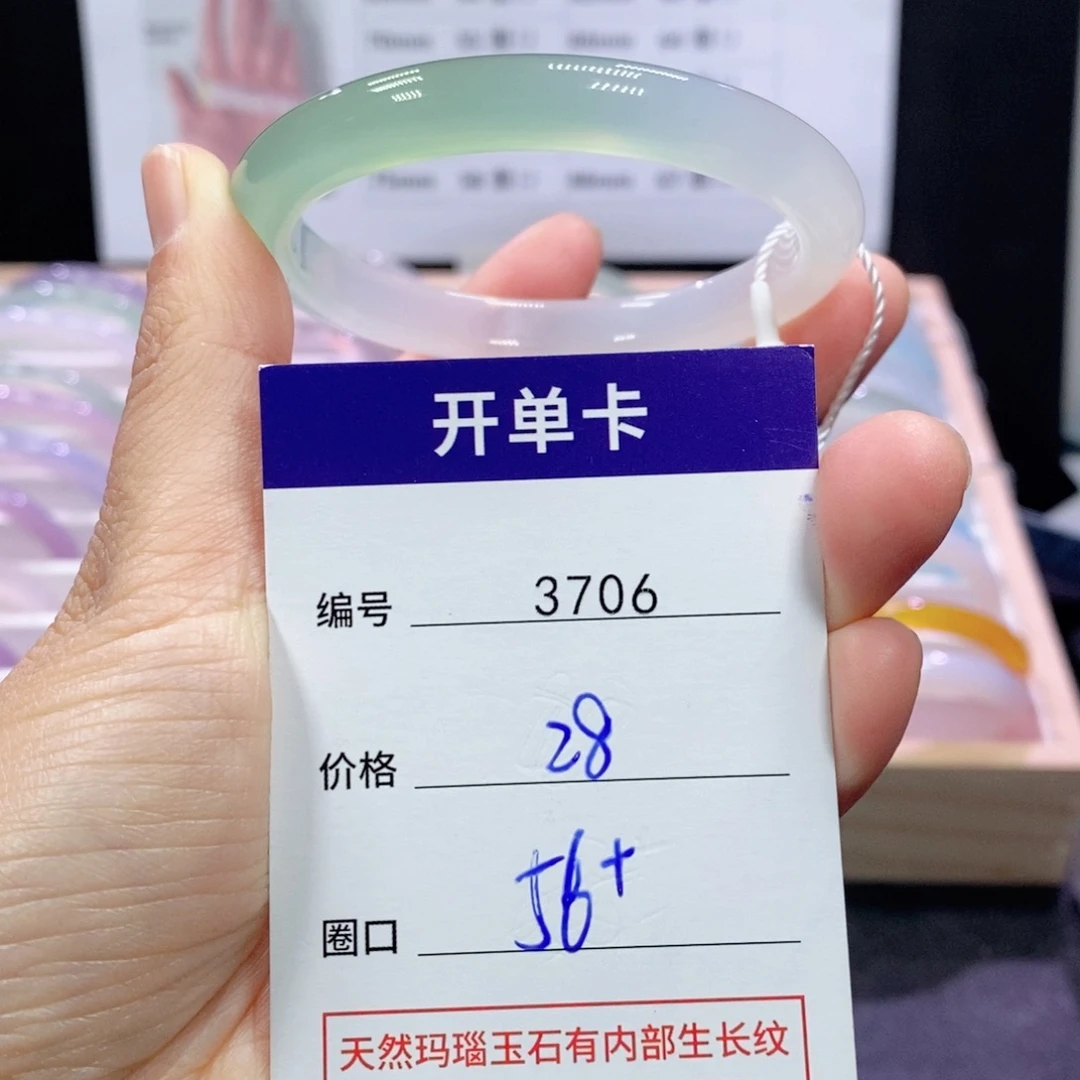 开单卡
编号 3706
价格 28
圈口 56+
天然玛瑙玉石有内部生长纹